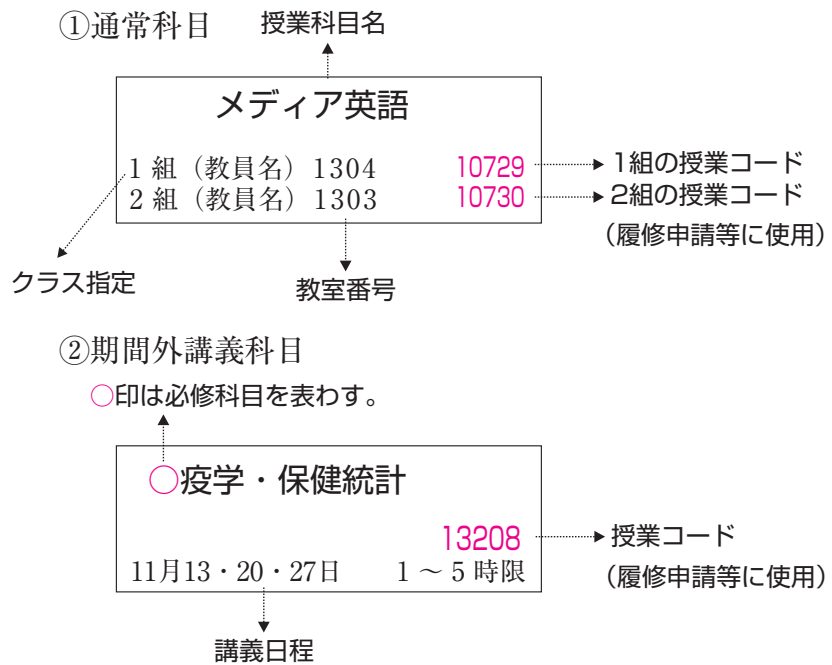 ①通常科目
授業科目名
メディア英語
1組（教員名）1304 10729
1組の授業コード
2組（教員名）1303 10730
2組の授業コード
（履修申請等に使用）
クラス指定
教室番号
②期間外講義科目
○印は必修科目を表わす。
○疫学・保健統計
13208
授業コード
11月13・20・27日 1～5時限
（履修申請等に使用）
講義日程